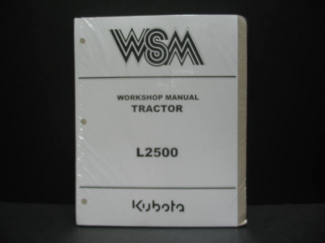 WSM
WORKSHOP MANUAL
TRACTOR
L2500
Kubota